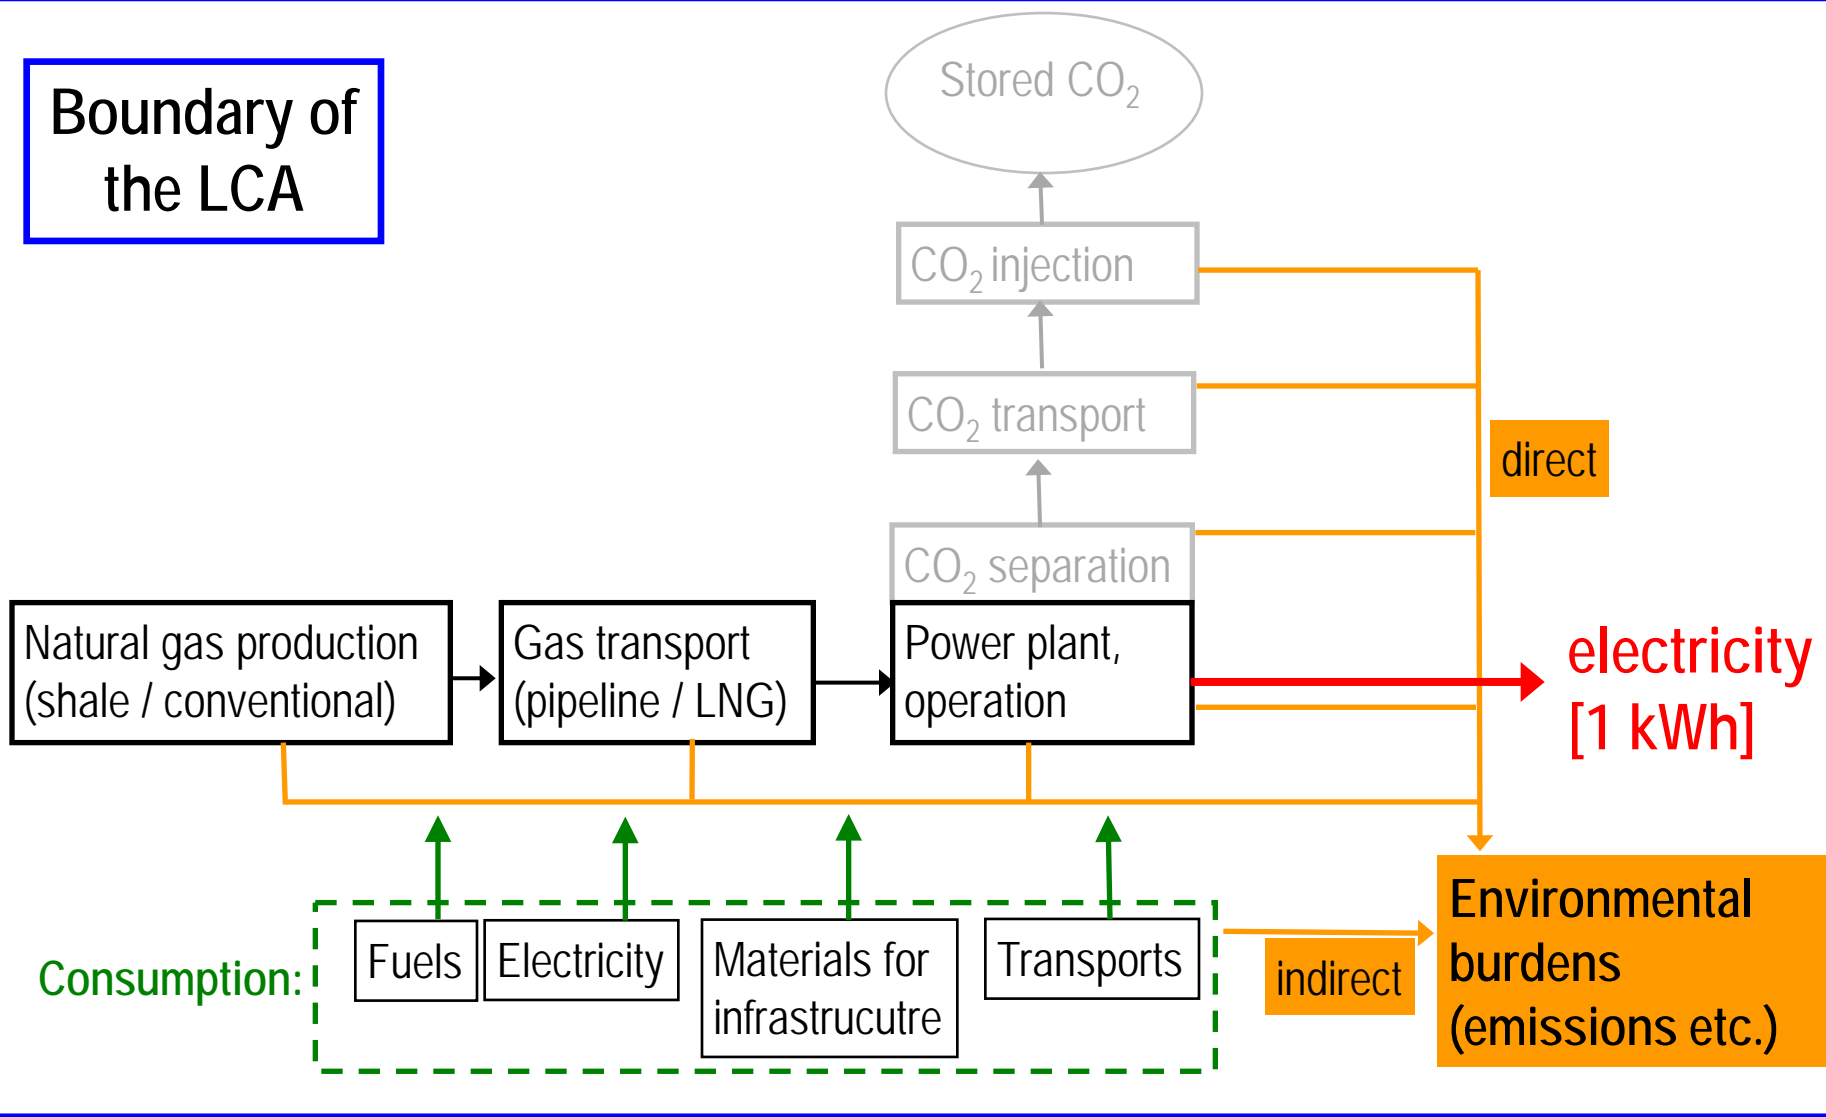 Boundary of
the LCA
Stored CO₂
CO₂ injection
CO₂ transport
direct
CO₂ separation
Natural gas production
(shale / conventional)
Gas transport
(pipeline / LNG)
Power plant,
operation
electricity
[1 kWh]
Consumption:
Fuels
Electricity
Materials for
infrastrucutre
Transports
indirect
Environmental
burdens
(emissions etc.)